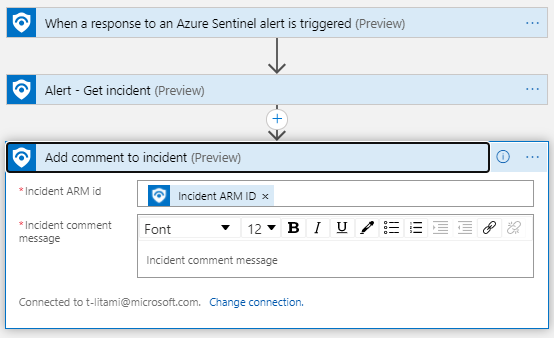 When a response to an Azure Sentinel alert is triggered (Preview)
Alert - Get incident (Preview)
Add comment to incident (Preview)
*Incident ARM id
Incident ARM ID ×
*Incident comment
message
Font 12 B I U
Incident comment message
Connected to t-litami@microsoft.com. Change connection.